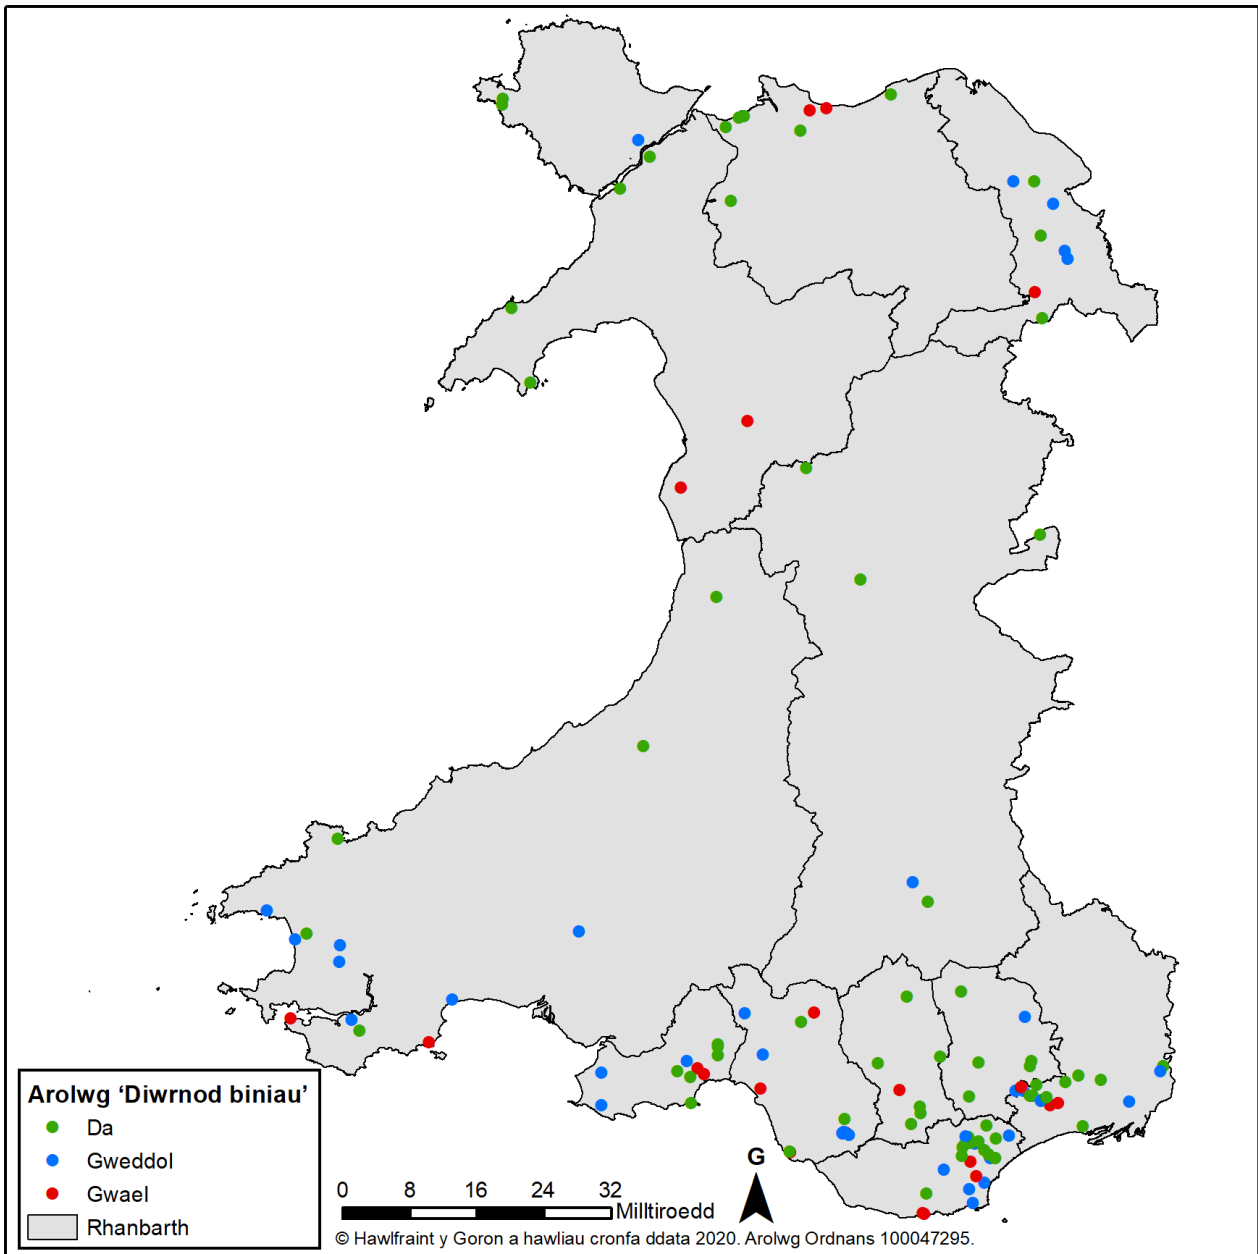 Arolwg ‘Diwrnod biniau’
Da
Gweddol
Gwael
Rhanbarth
0 8 16 24 32
Milltiroedd
G
© Hawlfraint y Goron a hawliau cronfa ddata 2020. Arolwg Ordnans 100047295.